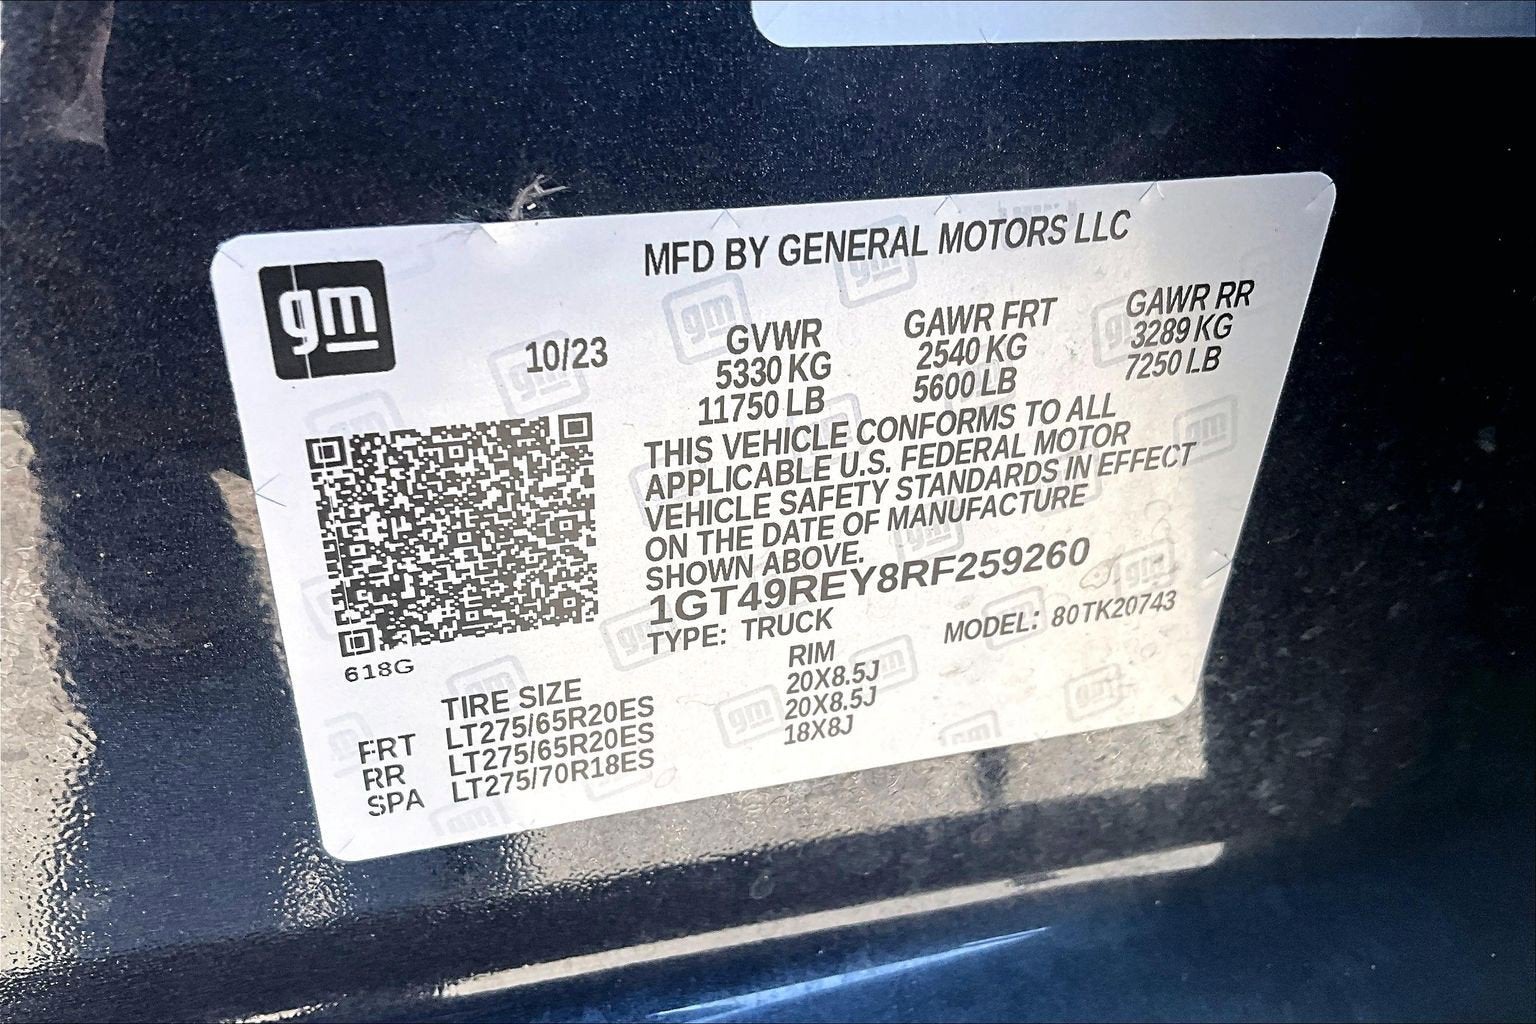 gm
MFD BY GENERAL MOTORS LLC
10/23
GVWR GAWR FRT GAWR RR
5330 KG 2540 KG 3289 KG
11750 LB 5600 LB 7250 LB
THIS VEHICLE CONFORMS TO ALL
APPLICABLE U.S. FEDERAL MOTOR
VEHICLE SAFETY STANDARDS IN EFFECT
ON THE DATE OF MANUFACTURE
SHOWN ABOVE.
1GT49REY8RF259260
TYPE: TRUCK MODEL: 80TK20743
618G
TIRE SIZE RIM
FRT LT275/65R20ES 20X8.5J
RR LT275/65R20ES 20X8.5J
SPA LT275/70R18ES 18X8J